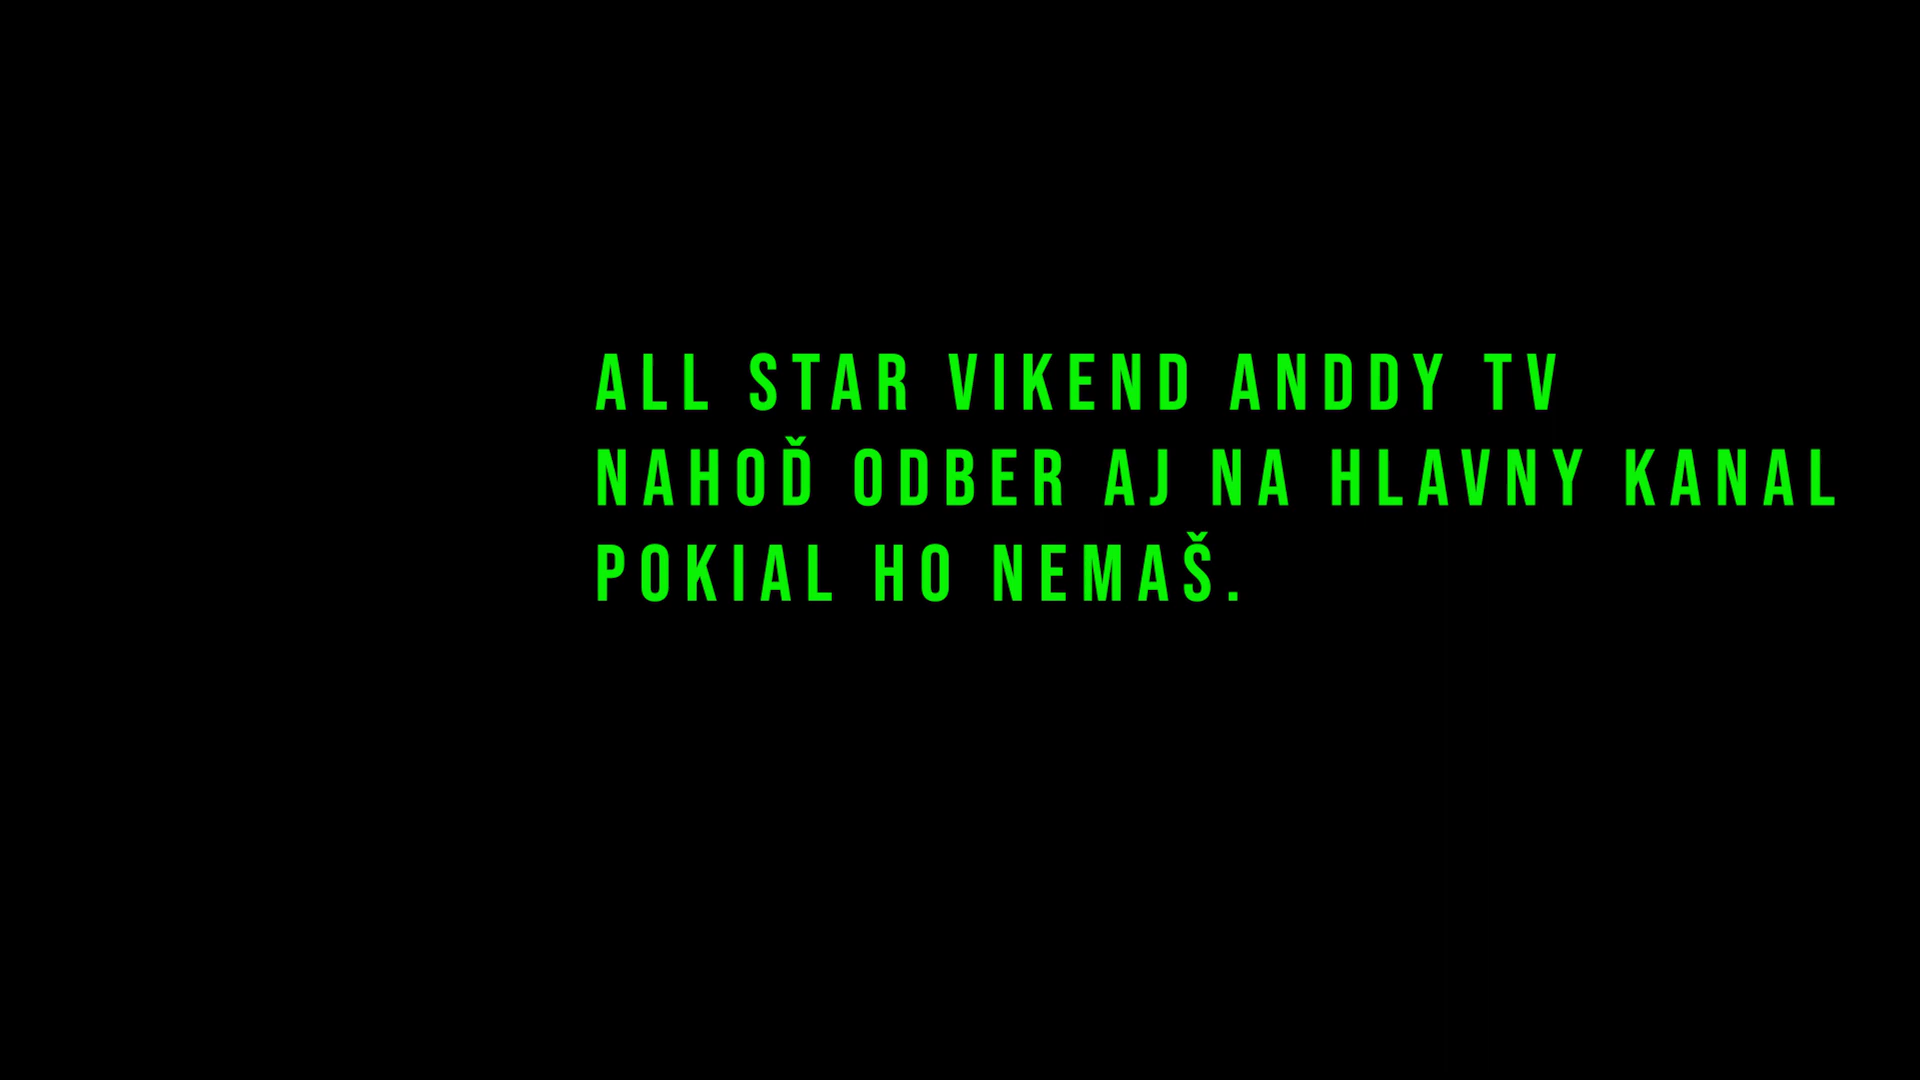 ALL STAR VIKEND ANDDY TV
NAHOĎ ODBER AJ NA HLAVNY KANAL
POKIAL HO NEMAŠ.